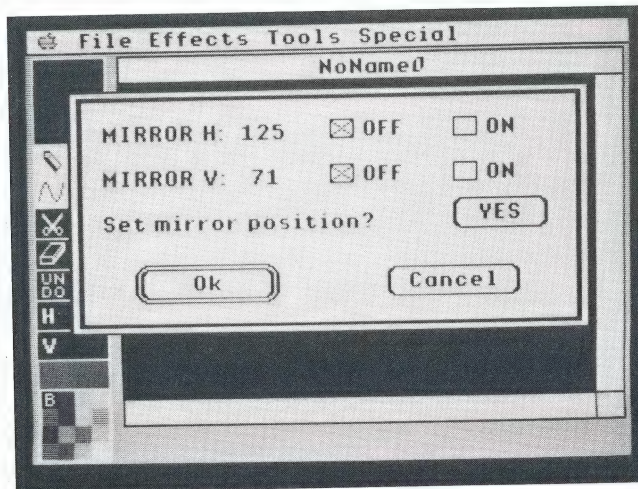 File Effects Tools Special
NoName0
MIRROR H: 125 OFF ON
MIRROR V: 71 OFF ON
Set mirror position? YES
Ok Cancel
UN
DO
H
V
B